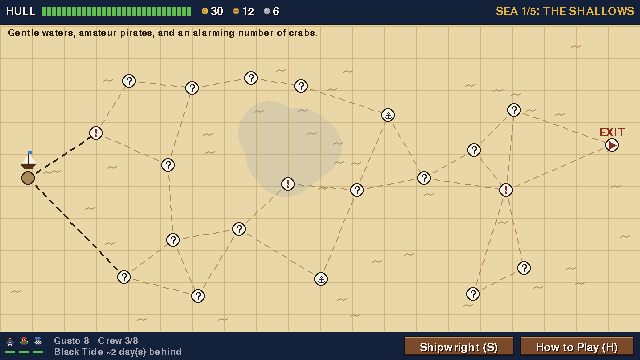 HULL 30 12 6 SEA 1/5: THE SHALLOWS
Gentle waters, amateur pirates, and an alarming number of crabs.
? ? ? ?
?
!
EXIT
? ?
? ! ? ? !
? ?
? ?
? ?
Gusto 8 Crew 3/8
Black Tide ~2 day(s) behind
Shipwright (S) How to Play (H)